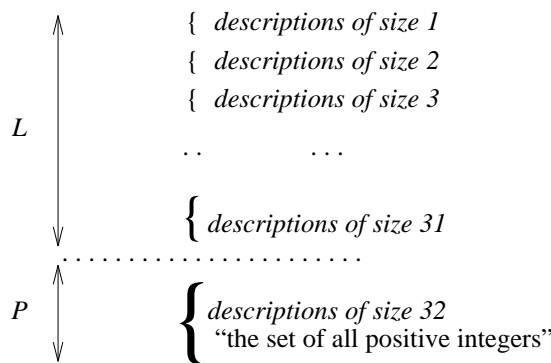 { descriptions of size 1
{ descriptions of size 2
{ descriptions of size 3
L
. . . . .
{ descriptions of size 31
. . . . . . . . . . . . . . . . . . . . . . .
P
{ descriptions of size 32
“the set of all positive integers”